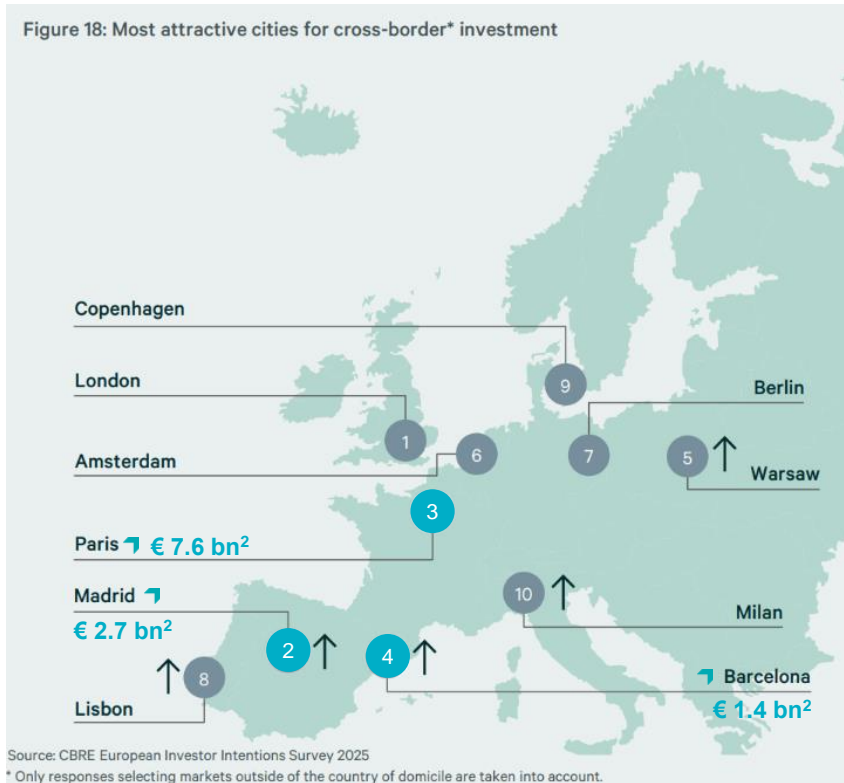 Figure 18: Most attractive cities for cross-border* investment
Copenhagen
9
London
1
Berlin
7
Amsterdam
6
5
Warsaw
3
Paris € 7.6 bn²
Madrid
€ 2.7 bn²
2
10
Milan
4
Barcelona
€ 1.4 bn²
8
Lisbon
Source: CBRE European Investor Intentions Survey 2025
* Only responses selecting markets outside of the country of domicile are taken into account.